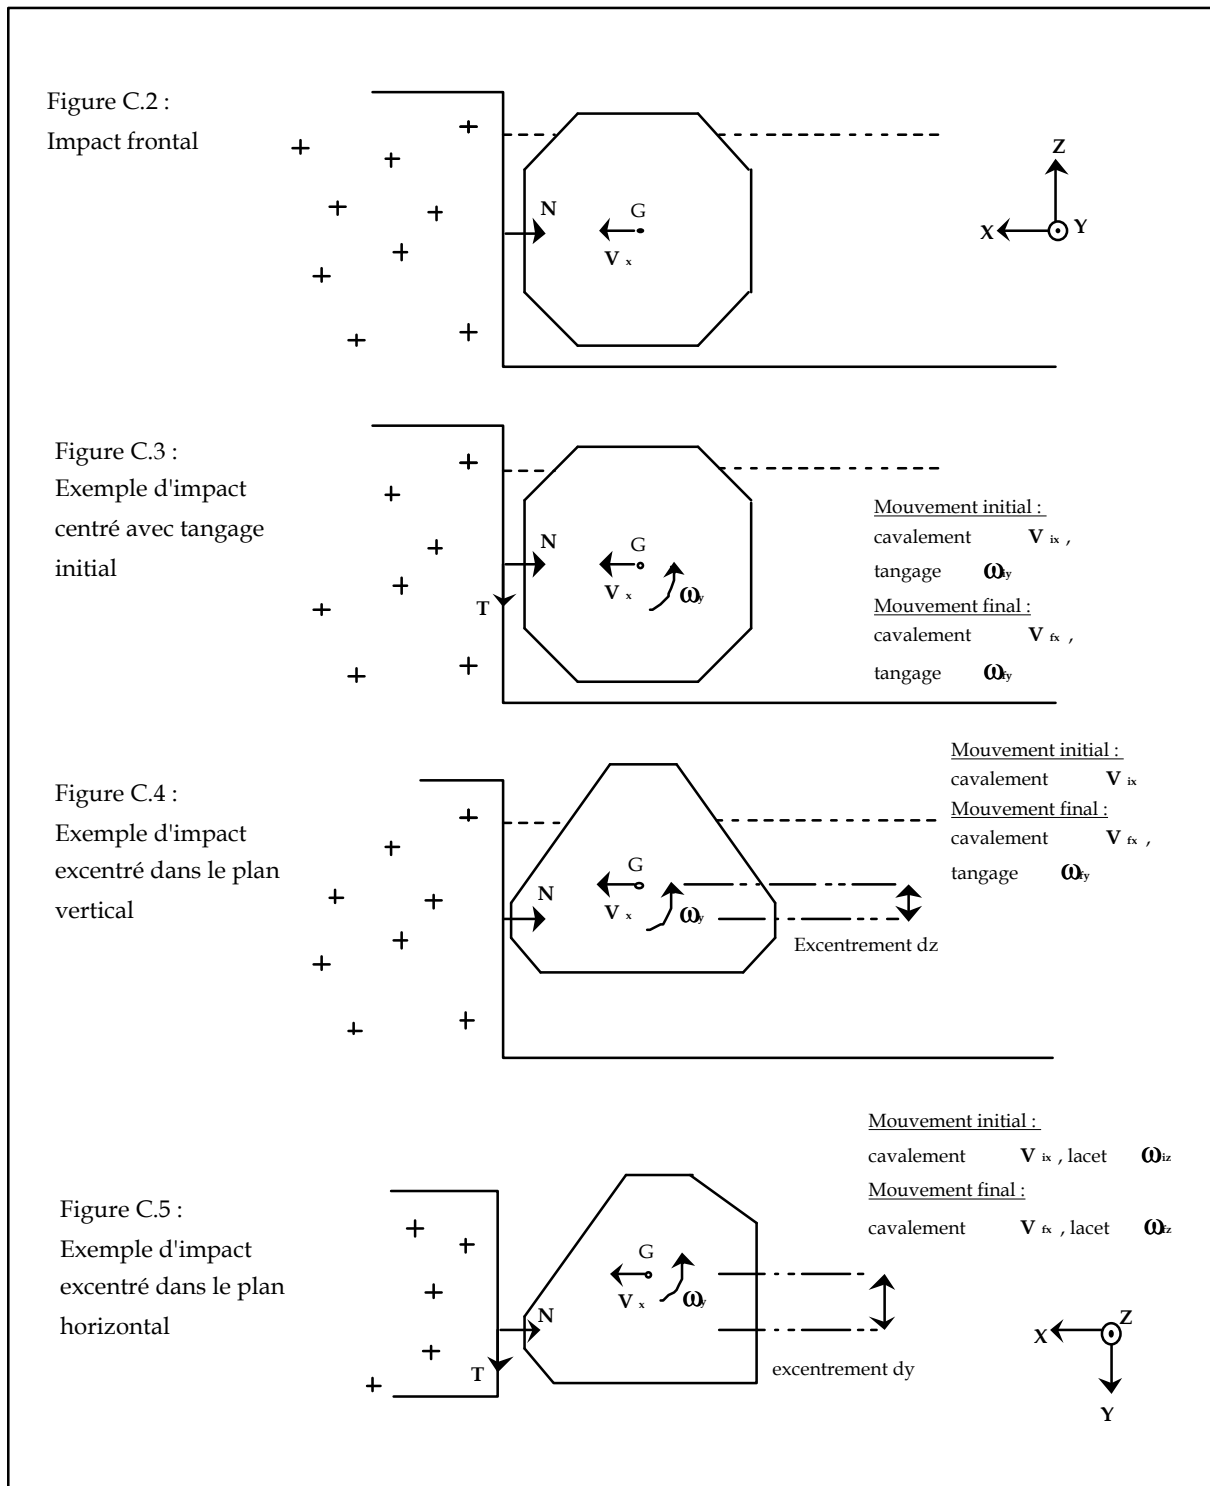 Figure C.2 :
Impact frontal
N
G
V x
Z
X
Y
Figure C.3 :
Exemple d'impact
centré avec tangage
initial
N
G
V x
ωy
T
Mouvement initial :
cavalement V ix ,
tangage ωiy
Mouvement final :
cavalement V fx ,
tangage ωfy
Figure C.4 :
Exemple d'impact
excentré dans le plan
vertical
N
G
V x
ωy
Excentrement dz
Mouvement initial :
cavalement V ix
Mouvement final :
cavalement V fx ,
tangage ωfy
Figure C.5 :
Exemple d'impact
excentré dans le plan
horizontal
N
T
G
V x
ωy
excentrement dy
Mouvement initial :
cavalement V ix , lacet ωiz
Mouvement final :
cavalement V fx , lacet ωfz
X
Z
Y